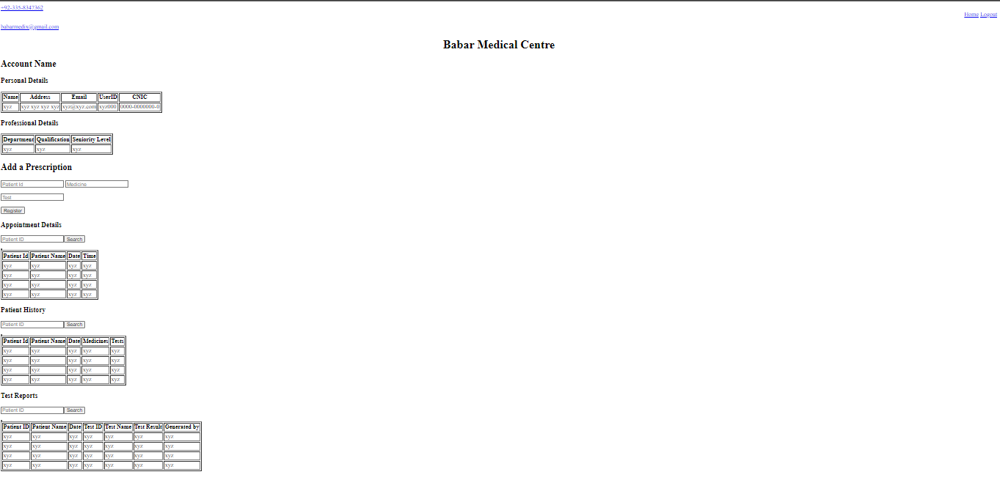 +92-335-8347362
Home Logout
babarmedix@gmail.com
Babar Medical Centre
Account Name
Personal Details
Name Address Email UserID CNIC
xyz xyz xyz xyz xyz xyz@xyz.com xyz000 0000-0000000-0
Professional Details
Department Qualification Seniority Level
xyz xyz xyz
Add a Prescription
Patient Id Medicine
Test
Register
Appointment Details
Patient ID Search
Patient Id Patient Name Date Time
xyz xyz xyz xyz
xyz xyz xyz xyz
xyz xyz xyz xyz
xyz xyz xyz xyz
Patient History
Patient ID Search
Patient Id Patient Name Date Medicines Tests
xyz xyz xyz xyz xyz
xyz xyz xyz xyz xyz
xyz xyz xyz xyz xyz
xyz xyz xyz xyz xyz
Test Reports
Patient ID Search
Patient ID Patient Name Date Test ID Test Name Test Result Generated by
xyz xyz xyz xyz xyz xyz xyz
xyz xyz xyz xyz xyz xyz xyz
xyz xyz xyz xyz xyz xyz xyz
xyz xyz xyz xyz xyz xyz xyz